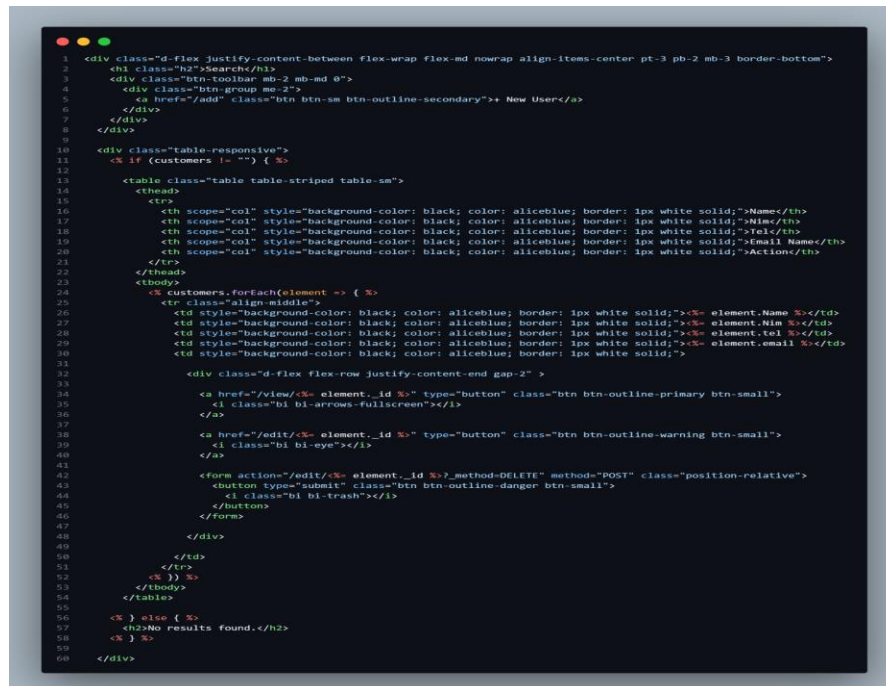 1 <div class="d-flex justify-content-between flex-wrap flex-md nowrap align-items-center pt-3 pb-2 mb-3 border-bottom">
2 <h1 class="h2">Search</h1>
3 <div class="btn-toolbar mb-2 mb-md 0">
4 <div class="btn-group me-2">
5 <a href="/add" class="btn btn-sm btn-outline-secondary">+ New User</a>
6 </div>
7 </div>
8 </div>
9
10 <div class="table-responsive">
11 <% if (customers != "") { %>
12
13 <table class="table table-striped table-sm">
14 <thead>
15 <tr>
16 <th scope="col" style="background-color: black; color: aliceblue; border: 1px white solid;">Name</th>
17 <th scope="col" style="background-color: black; color: aliceblue; border: 1px white solid;">Nim</th>
18 <th scope="col" style="background-color: black; color: aliceblue; border: 1px white solid;">Tel</th>
19 <th scope="col" style="background-color: black; color: aliceblue; border: 1px white solid;">Email Name</th>
20 <th scope="col" style="background-color: black; color: aliceblue; border: 1px white solid;">Action</th>
21 </tr>
22 </thead>
23 <tbody>
24 <% customers.forEach(element => { %>
25 <tr class="align-middle">
26 <td style="background-color: black; color: aliceblue; border: 1px white solid;"><%= element.Name %></td>
27 <td style="background-color: black; color: aliceblue; border: 1px white solid;"><%= element.Nim %></td>
28 <td style="background-color: black; color: aliceblue; border: 1px white solid;"><%= element.tel %></td>
29 <td style="background-color: black; color: aliceblue; border: 1px white solid;"><%= element.email %></td>
30 <td style="background-color: black; color: aliceblue; border: 1px white solid;">
31
32 <div class="d-flex flex-row justify-content-end gap-2" >
33
34 <a href="/view/<%= element._id %>" type="button" class="btn btn-outline-primary btn-small">
35 <i class="bi bi-arrows-fullscreen"></i>
36 </a>
37
38 <a href="/edit/<%= element._id %>" type="button" class="btn btn-outline-warning btn-small">
39 <i class="bi bi-eye"></i>
40 </a>
41
42 <form action="/edit/<%= element._id %>?_method=DELETE" method="POST" class="position-relative">
43 <button type="submit" class="btn btn-outline-danger btn-small">
44 <i class="bi bi-trash"></i>
45 </button>
46 </form>
47
48 </div>
49
50 </td>
51 </tr>
52 <% }) %>
53 </tbody>
54 </table>
55
56 <% } else { %>
57 <h2>No results found.</h2>
58 <% } %>
59
60 </div>